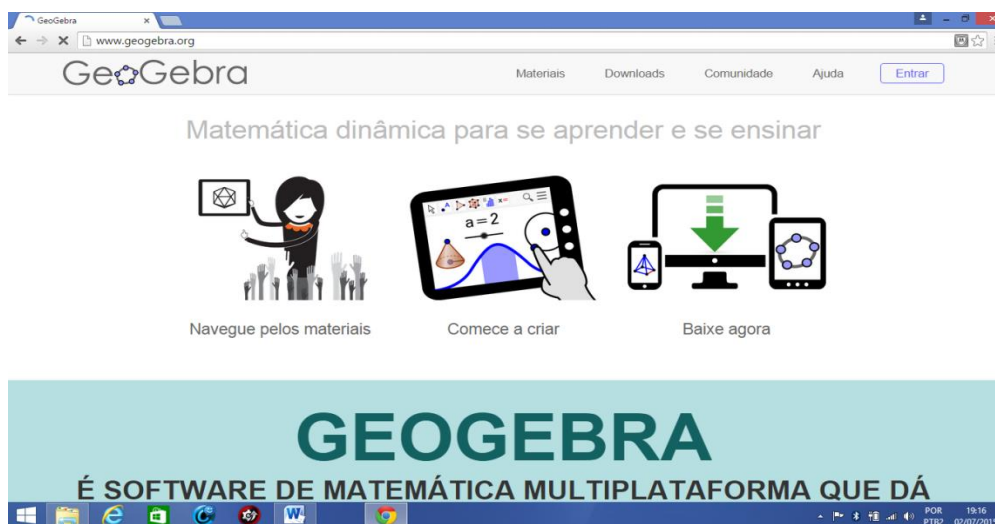 GeoGebra
www.geogebra.org
GeoGebra
Materiais Downloads Comunidade Ajuda Entrar
Matemática dinâmica para se aprender e se ensinar
a=2
Navegue pelos materiais Comece a criar Baixe agora
GEOGEBRA
É SOFTWARE DE MATEMÁTICA MULTIPLATAFORMA QUE DÁ
POR 19:16
PTB2